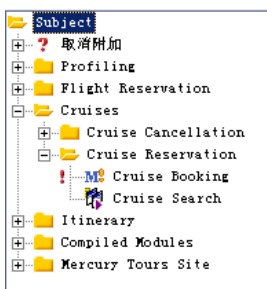 Subject
取消附加
Profiling
Flight Reservation
Cruises
Cruise Cancellation
Cruise Reservation
Cruise Booking
Cruise Search
Itinerary
Compiled Modules
Mercury Tours Site